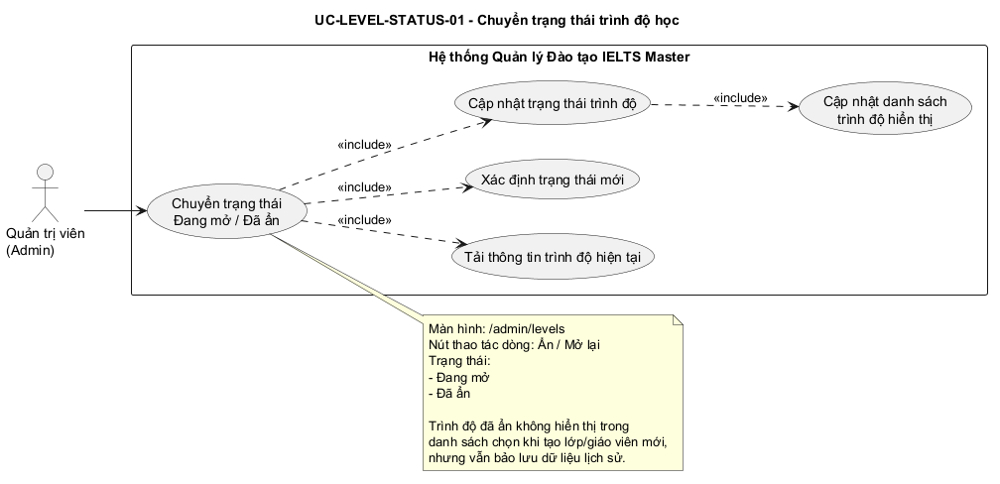 UC-LEVEL-STATUS-01 - Chuyển trạng thái trình độ học
Hệ thống Quản lý Đào tạo IELTS Master
Cập nhật trạng thái trình độ
«include»
Cập nhật danh sách
trình độ hiển thị
«include»
Xác định trạng thái mới
«include»
Chuyển trạng thái
Đang mở / Đã ẩn
«include»
Tải thông tin trình độ hiện tại
Quản trị viên
(Admin)
Màn hình: /admin/levels
Nút thao tác dòng: Ẩn / Mở lại
Trạng thái:
- Đang mở
- Đã ẩn
Trình độ đã ẩn không hiển thị trong
danh sách chọn khi tạo lớp/giáo viên mới,
nhưng vẫn bảo lưu dữ liệu lịch sử.